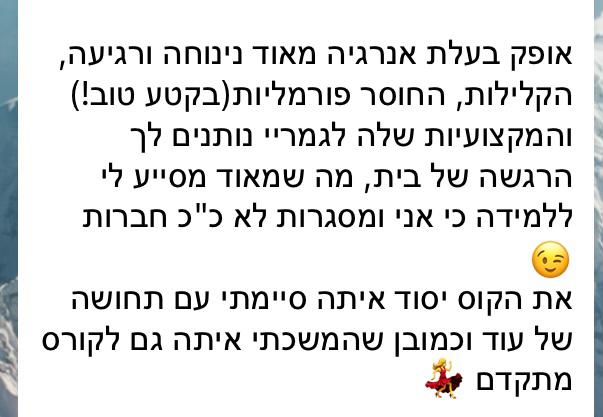 אופק בעלת אנרגיה מאוד נינוחה ורגיעה,
הקלילות, החוסר פורמליות(בקטע טוב!)
והמקצועיות שלה לגמריי נותנים לך
הרגשה של בית, מה שמאוד מסייע לי
ללמידה כי אני ומסגרות לא כ"כ חברות
😉
את הקוס יסוד איתה סיימתי עם תחושה
של עוד וכמובן שהמשכתי איתה גם לקורס
מתקדם 💃